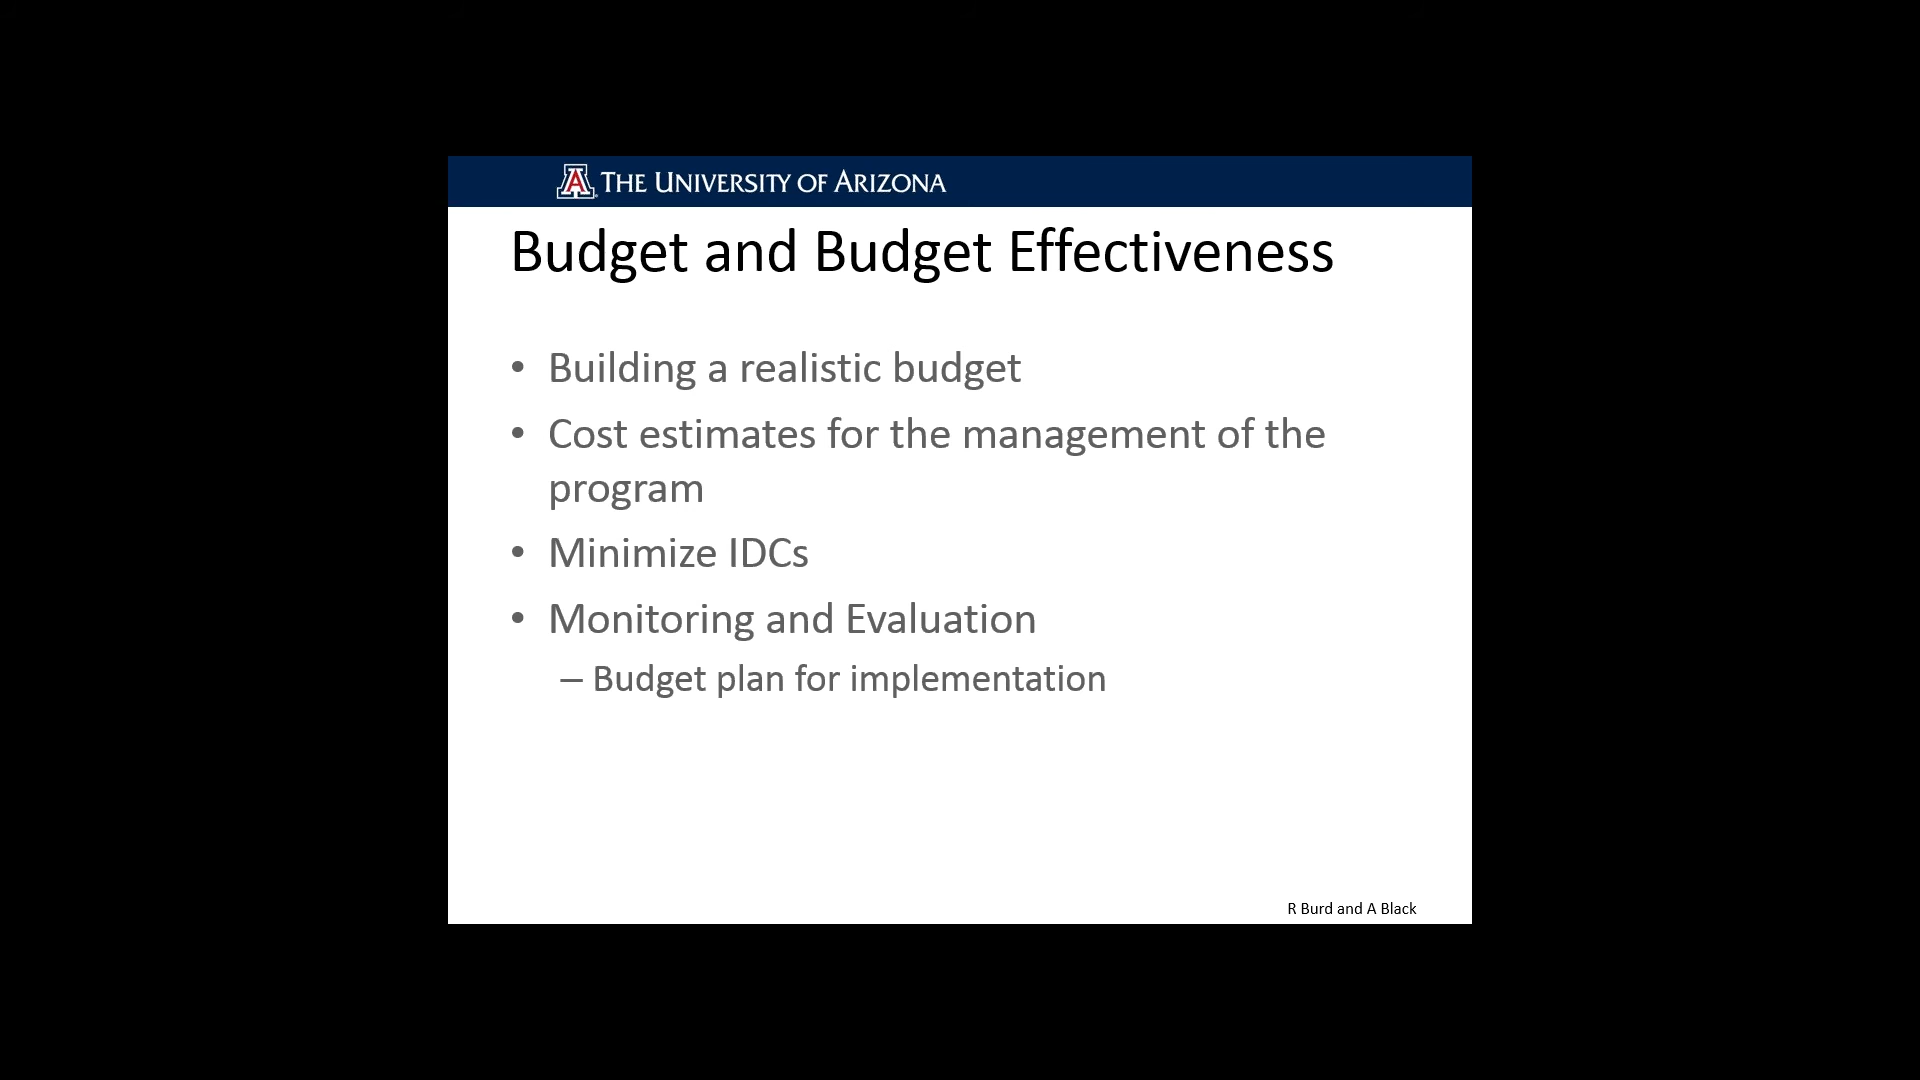 THE UNIVERSITY OF ARIZONA
Budget and Budget Effectiveness
• Building a realistic budget
• Cost estimates for the management of the
program
• Minimize IDCs
• Monitoring and Evaluation
– Budget plan for implementation
R Burd and A Black